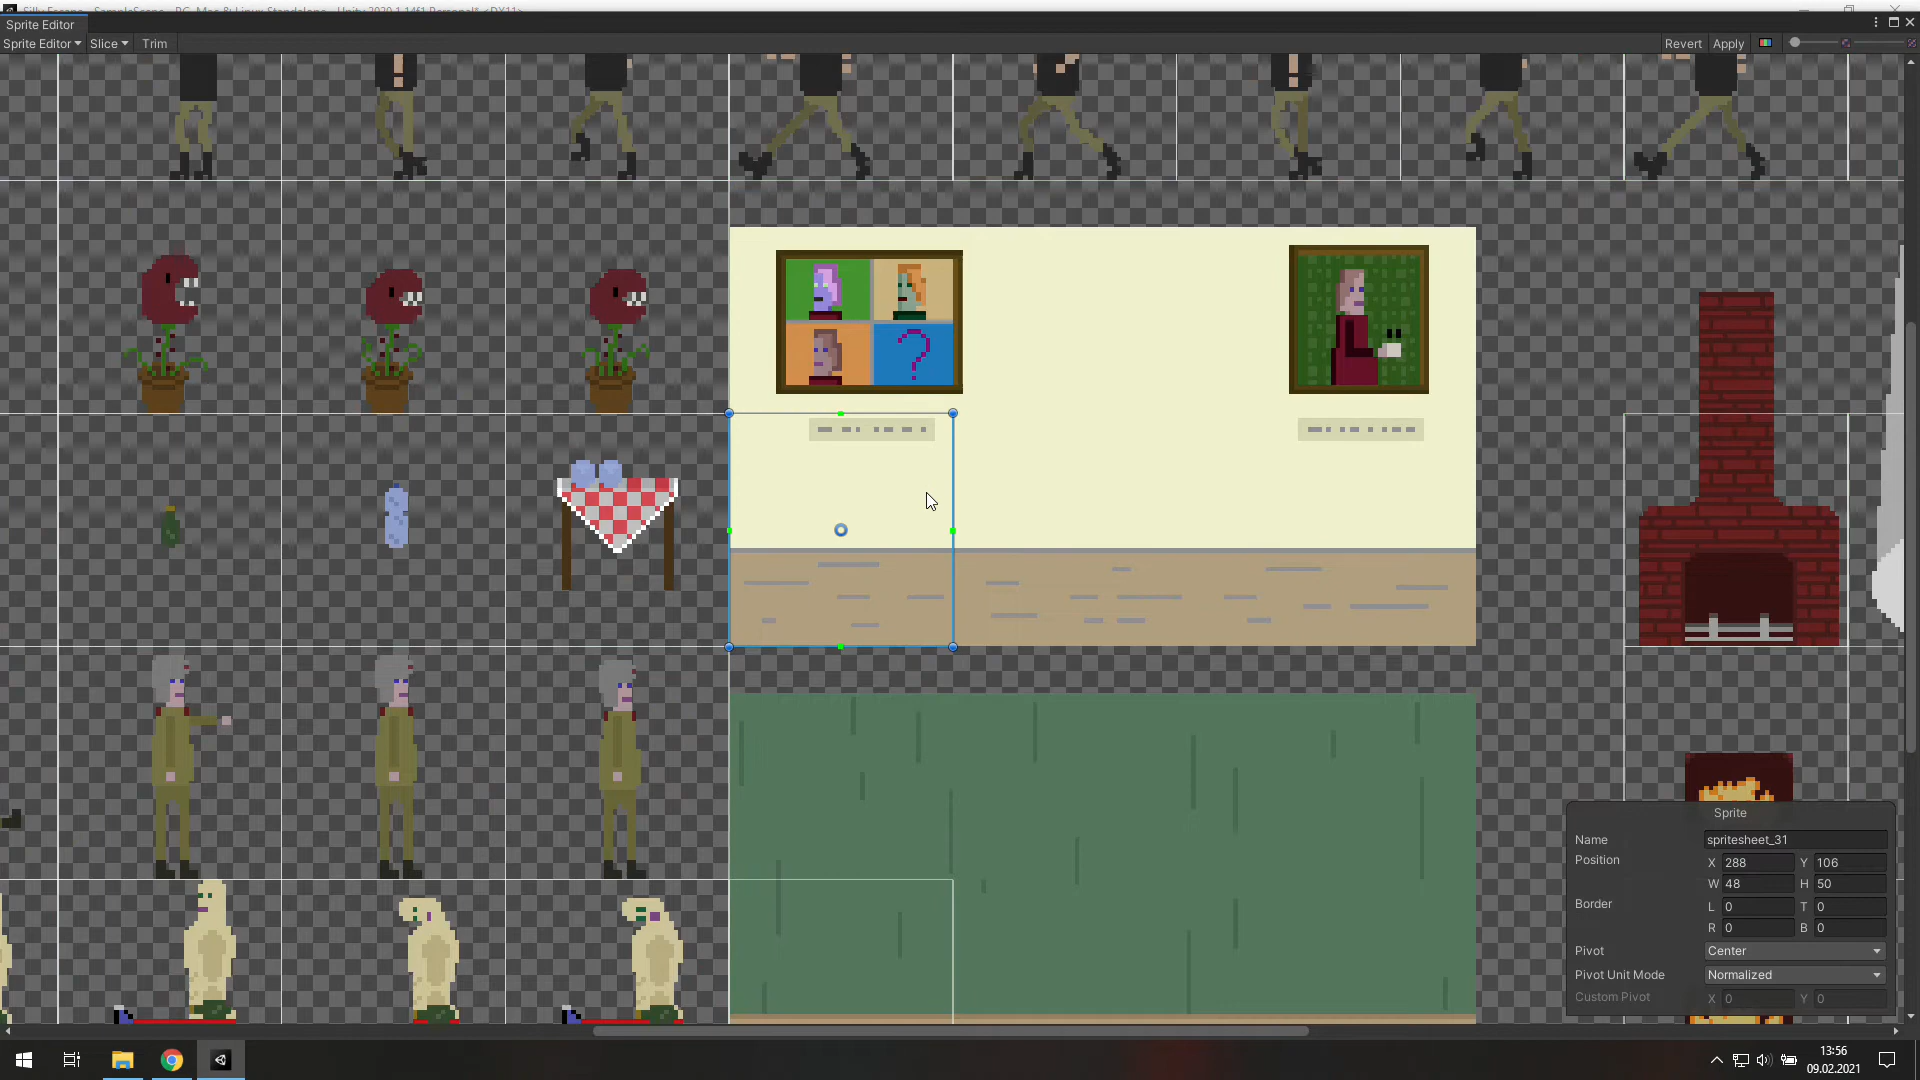 Sprite Editor
Sprite Editor Slice Trim Revert Apply
?
Sprite
Name spritesheet_31
Position X 288 Y 106
W 48 H 50
Border L 0 T 0
R 0 B 0
Pivot Center
Pivot Unit Mode Normalized
Custom Pivot X 0 Y 0
13:56
09.02.2021